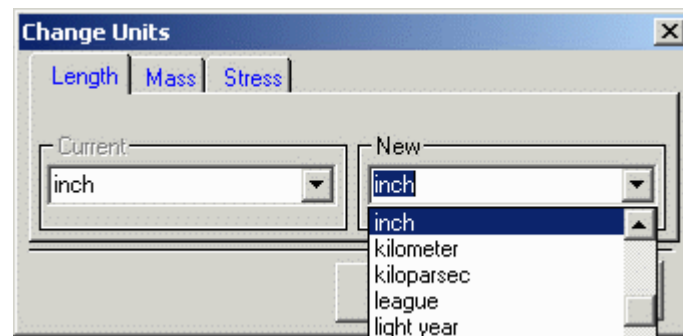 Change Units
Length Mass Stress
Current New
inch inch
inch
kilometer
kiloparsec
league
light year